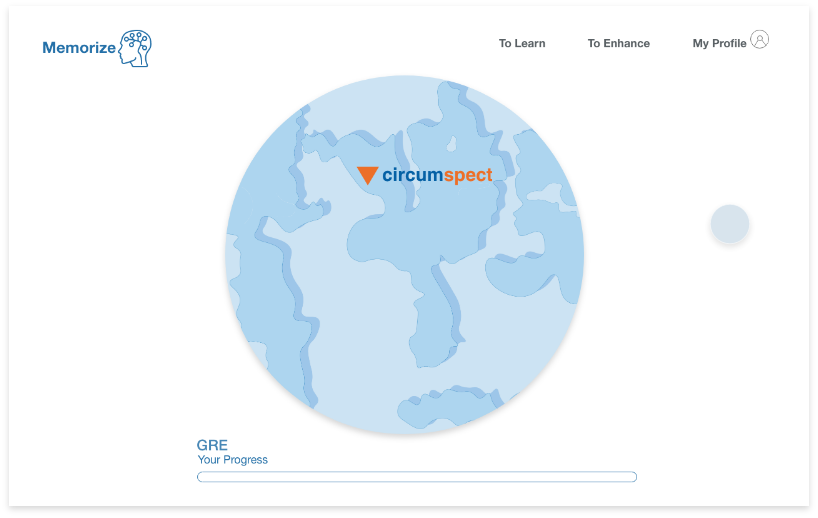 Memorize
To Learn
To Enhance
My Profile
circumspect
GRE
Your Progress